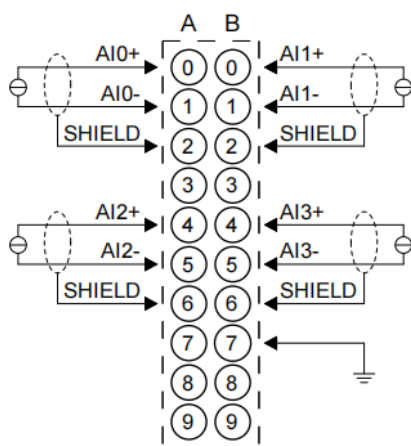 A B
AI0+ 0 0 AI1+
AI0- 1 1 AI1-
SHIELD 2 2 SHIELD
3 3
AI2+ 4 4 AI3+
AI2- 5 5 AI3-
SHIELD 6 6 SHIELD
7 7
8 8
9 9